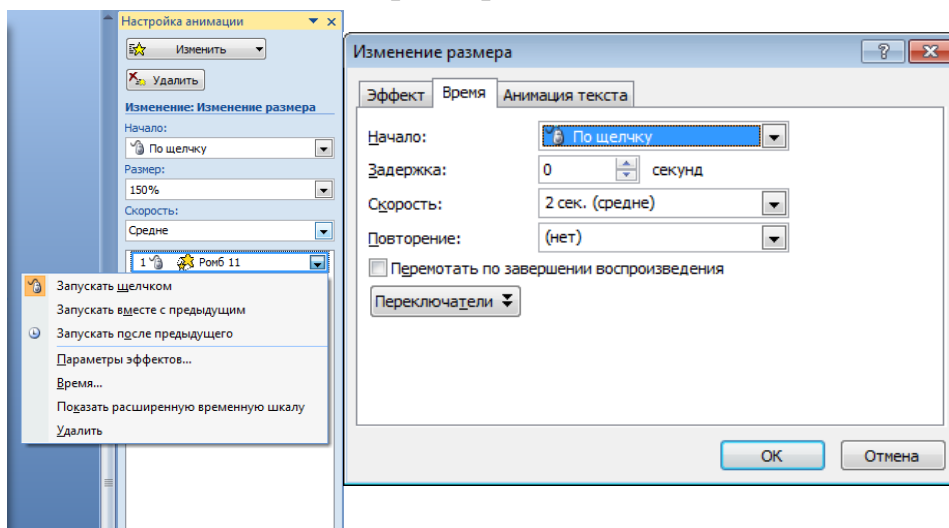 Настройка анимации
Изменить
Удалить
Изменение: Изменение размера
Начало:
По щелчку
Размер:
150%
Скорость:
Средне
1 Ромб 11
Запускать щелчком
Запускать вместе с предыдущим
Запускать после предыдущего
Параметры эффектов...
Время...
Показать расширенную временную шкалу
Удалить
Изменение размера
Эффект Время Анимация текста
Начало: По щелчку
Задержка: 0 секунд
Скорость: 2 сек. (средне)
Повторение: (нет)
Перемотать по завершении воспроизведения
Переключатели
ОК Отмена